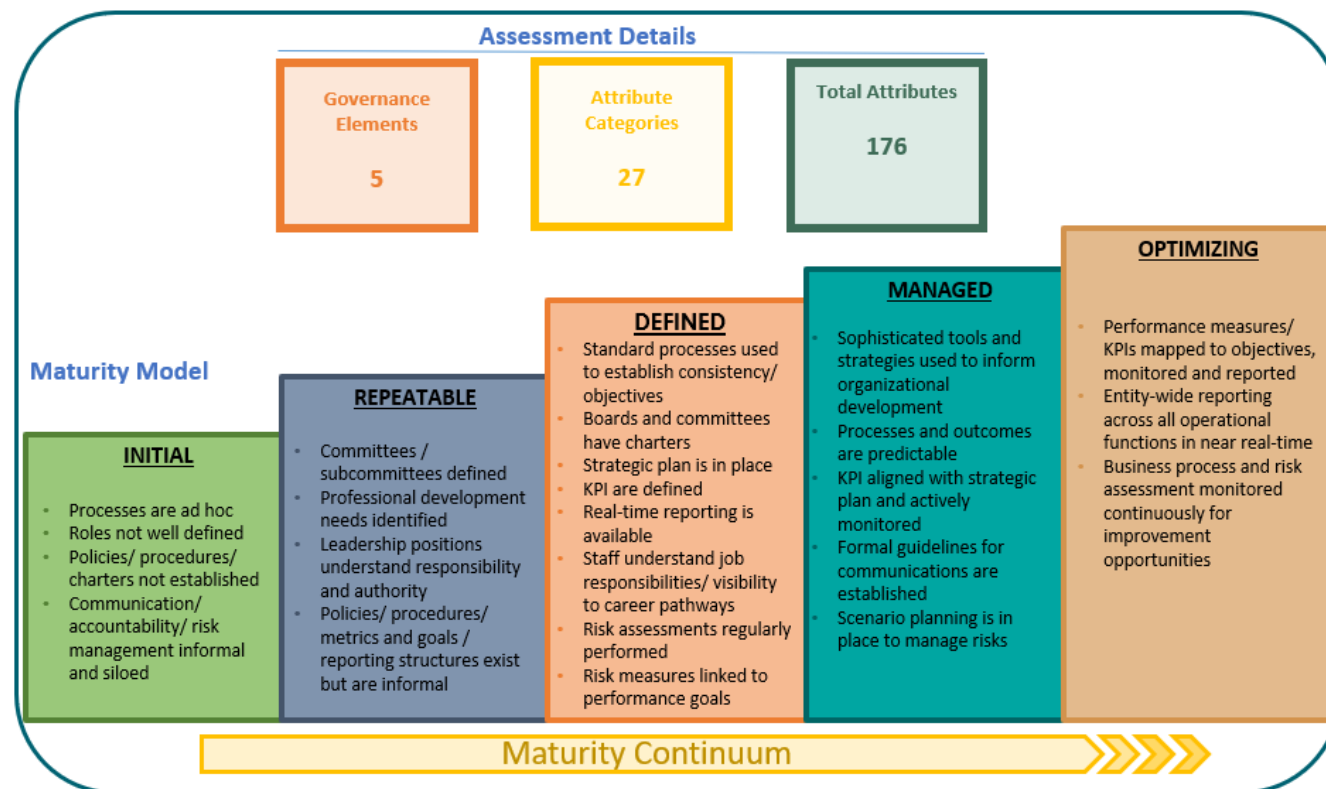 Assessment Details
Governance
Elements
5
Attribute
Categories
27
Total Attributes
176
Maturity Model
INITIAL
• Processes are ad hoc
• Roles not well defined
• Policies/ procedures/
charters not established
• Communication/
accountability/ risk
management informal
and siloed
REPEATABLE
• Committees /
subcommittees defined
• Professional development
needs identified
• Leadership positions
understand responsibility
and authority
• Policies/ procedures/
metrics and goals /
reporting structures exist
but are informal
DEFINED
• Standard processes used
to establish consistency/
objectives
• Boards and committees
have charters
• Strategic plan is in place
• KPI are defined
• Real-time reporting is
available
• Staff understand job
responsibilities/ visibility
to career pathways
• Risk assessments regularly
performed
• Risk measures linked to
performance goals
MANAGED
• Sophisticated tools and
strategies used to inform
organizational
development
• Processes and outcomes
are predictable
• KPI aligned with strategic
plan and actively
monitored
• Formal guidelines for
communications are
established
• Scenario planning is in
place to manage risks
OPTIMIZING
• Performance measures/
KPIs mapped to objectives,
monitored and reported
• Entity-wide reporting
across all operational
functions in near real-time
• Business process and risk
assessment monitored
continuously for
improvement
opportunities
Maturity Continuum